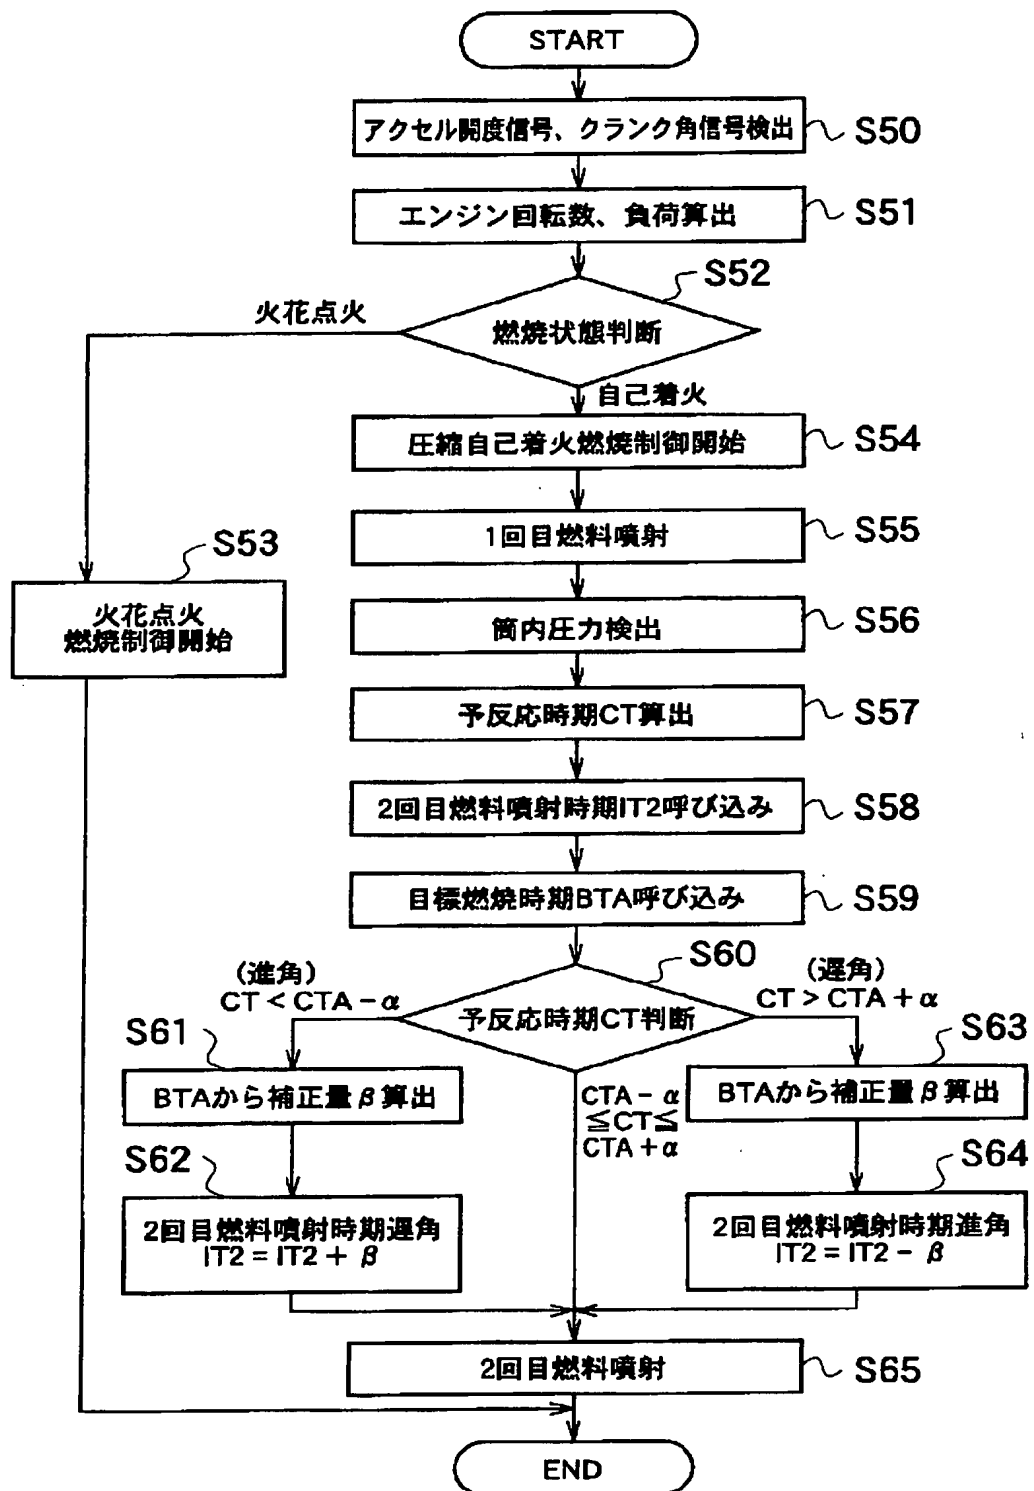 START
アクセル開度信号、クランク角信号検出
S50
エンジン回転数、負荷算出
S51
S52
火花点火
燃焼状態判断
自己着火
圧縮自己着火燃焼制御開始
S54
1回目燃料噴射
S55
S53
火花点火
燃焼制御開始
筒内圧力検出
S56
予反応時期CT算出
S57
2回目燃料噴射時期IT2呼び込み
S58
目標燃焼時期BTA呼び込み
S59
S60
(進角)
CT < CTA − α
(遅角)
CT > CTA + α
予反応時期CT判断
S61
S63
BTAから補正量β算出
CTA − α
≦CT≦
CTA + α
BTAから補正量β算出
S62
S64
2回目燃料噴射時期遅角
IT2 = IT2 + β
2回目燃料噴射時期進角
IT2 = IT2 − β
2回目燃料噴射
S65
END